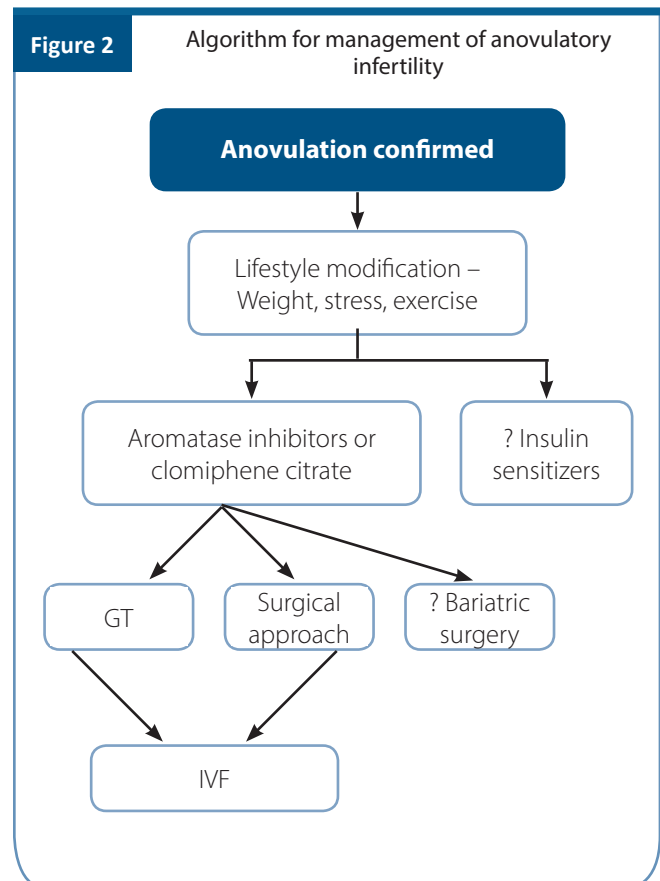 Figure 2
Algorithm for management of anovulatory
infertility
Anovulation confirmed
Lifestyle modification –
Weight, stress, exercise
Aromatase inhibitors or
clomiphene citrate
? Insulin
sensitizers
GT
Surgical
approach
? Bariatric
surgery
IVF